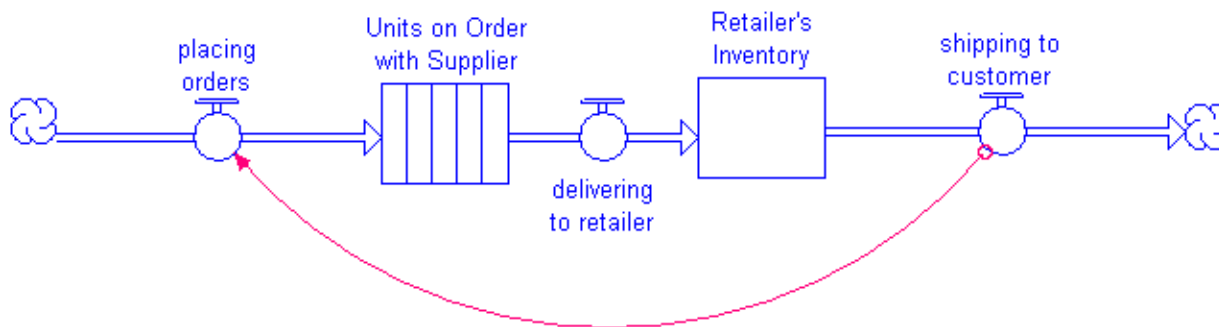 placing
orders
Units on Order
with Supplier
delivering
to retailer
Retailer's
Inventory
shipping to
customer